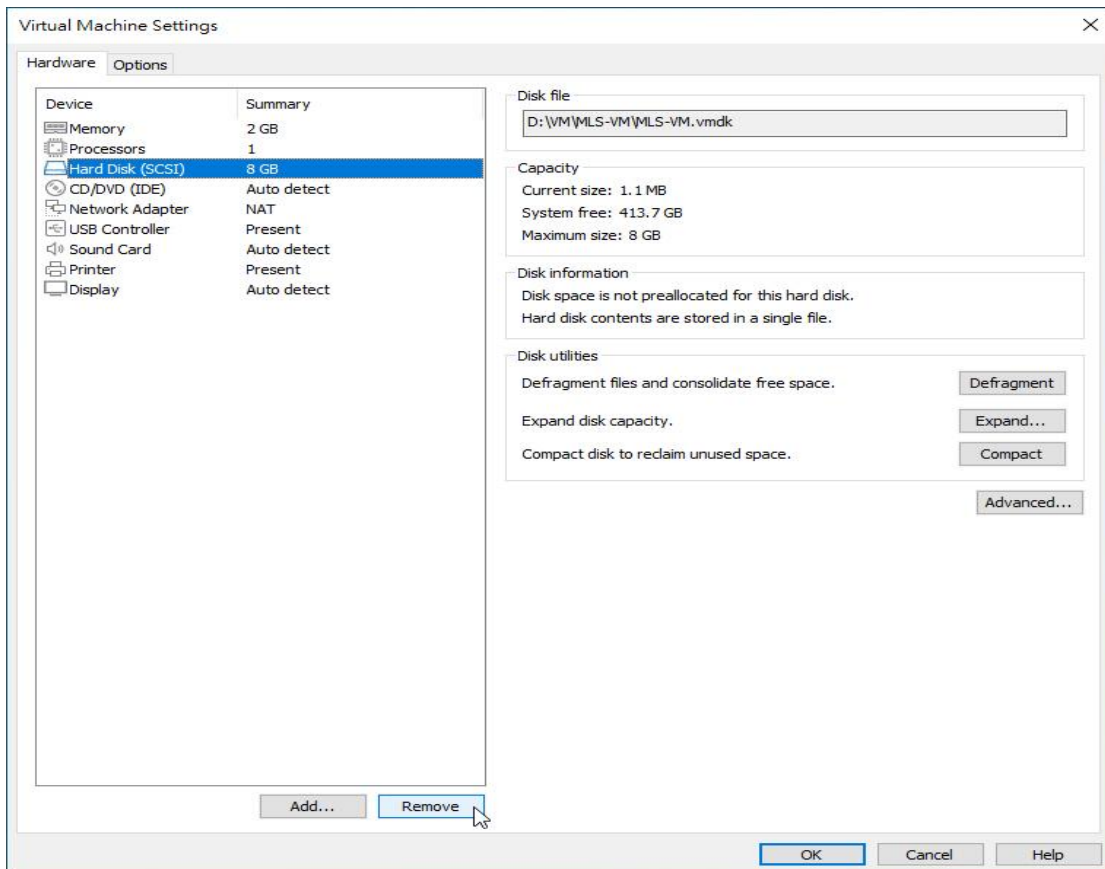 Virtual Machine Settings
Hardware Options
Device Summary
Memory 2 GB
Processors 1
Hard Disk (SCSI) 8 GB
CD/DVD (IDE) Auto detect
Network Adapter NAT
USB Controller Present
Sound Card Auto detect
Printer Present
Display Auto detect
Add... Remove
Disk file
D:\VM\MLS-VM\MLS-VM.vmdk
Capacity
Current size: 1.1 MB
System free: 413.7 GB
Maximum size: 8 GB
Disk information
Disk space is not preallocated for this hard disk.
Hard disk contents are stored in a single file.
Disk utilities
Defragment files and consolidate free space. Defragment
Expand disk capacity. Expand...
Compact disk to reclaim unused space. Compact
Advanced...
OK Cancel Help